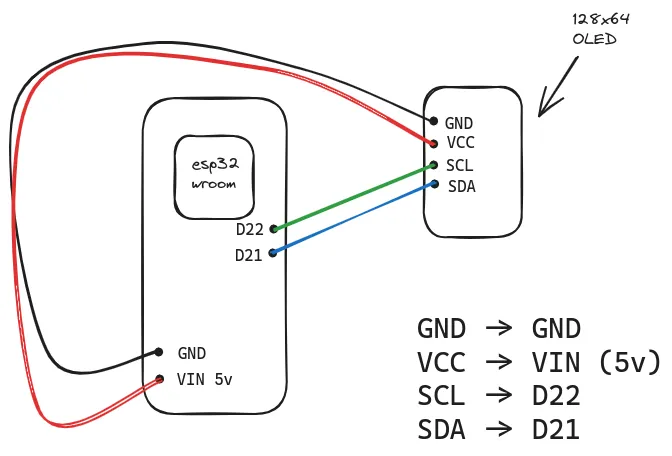 128x64
OLED
GND
VCC
SCL
SDA
esp32
wroom
D22
D21
GND
VIN 5v
GND → GND
VCC → VIN (5v)
SCL → D22
SDA → D21